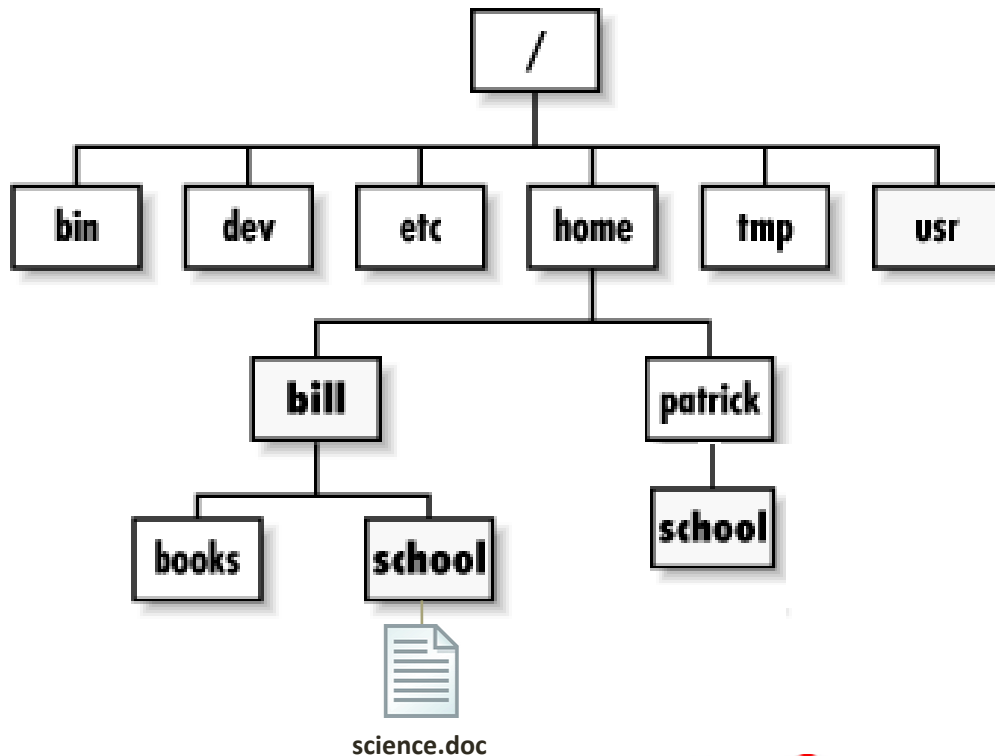 /
bin dev etc home tmp usr
bill patrick
books school school
science.doc